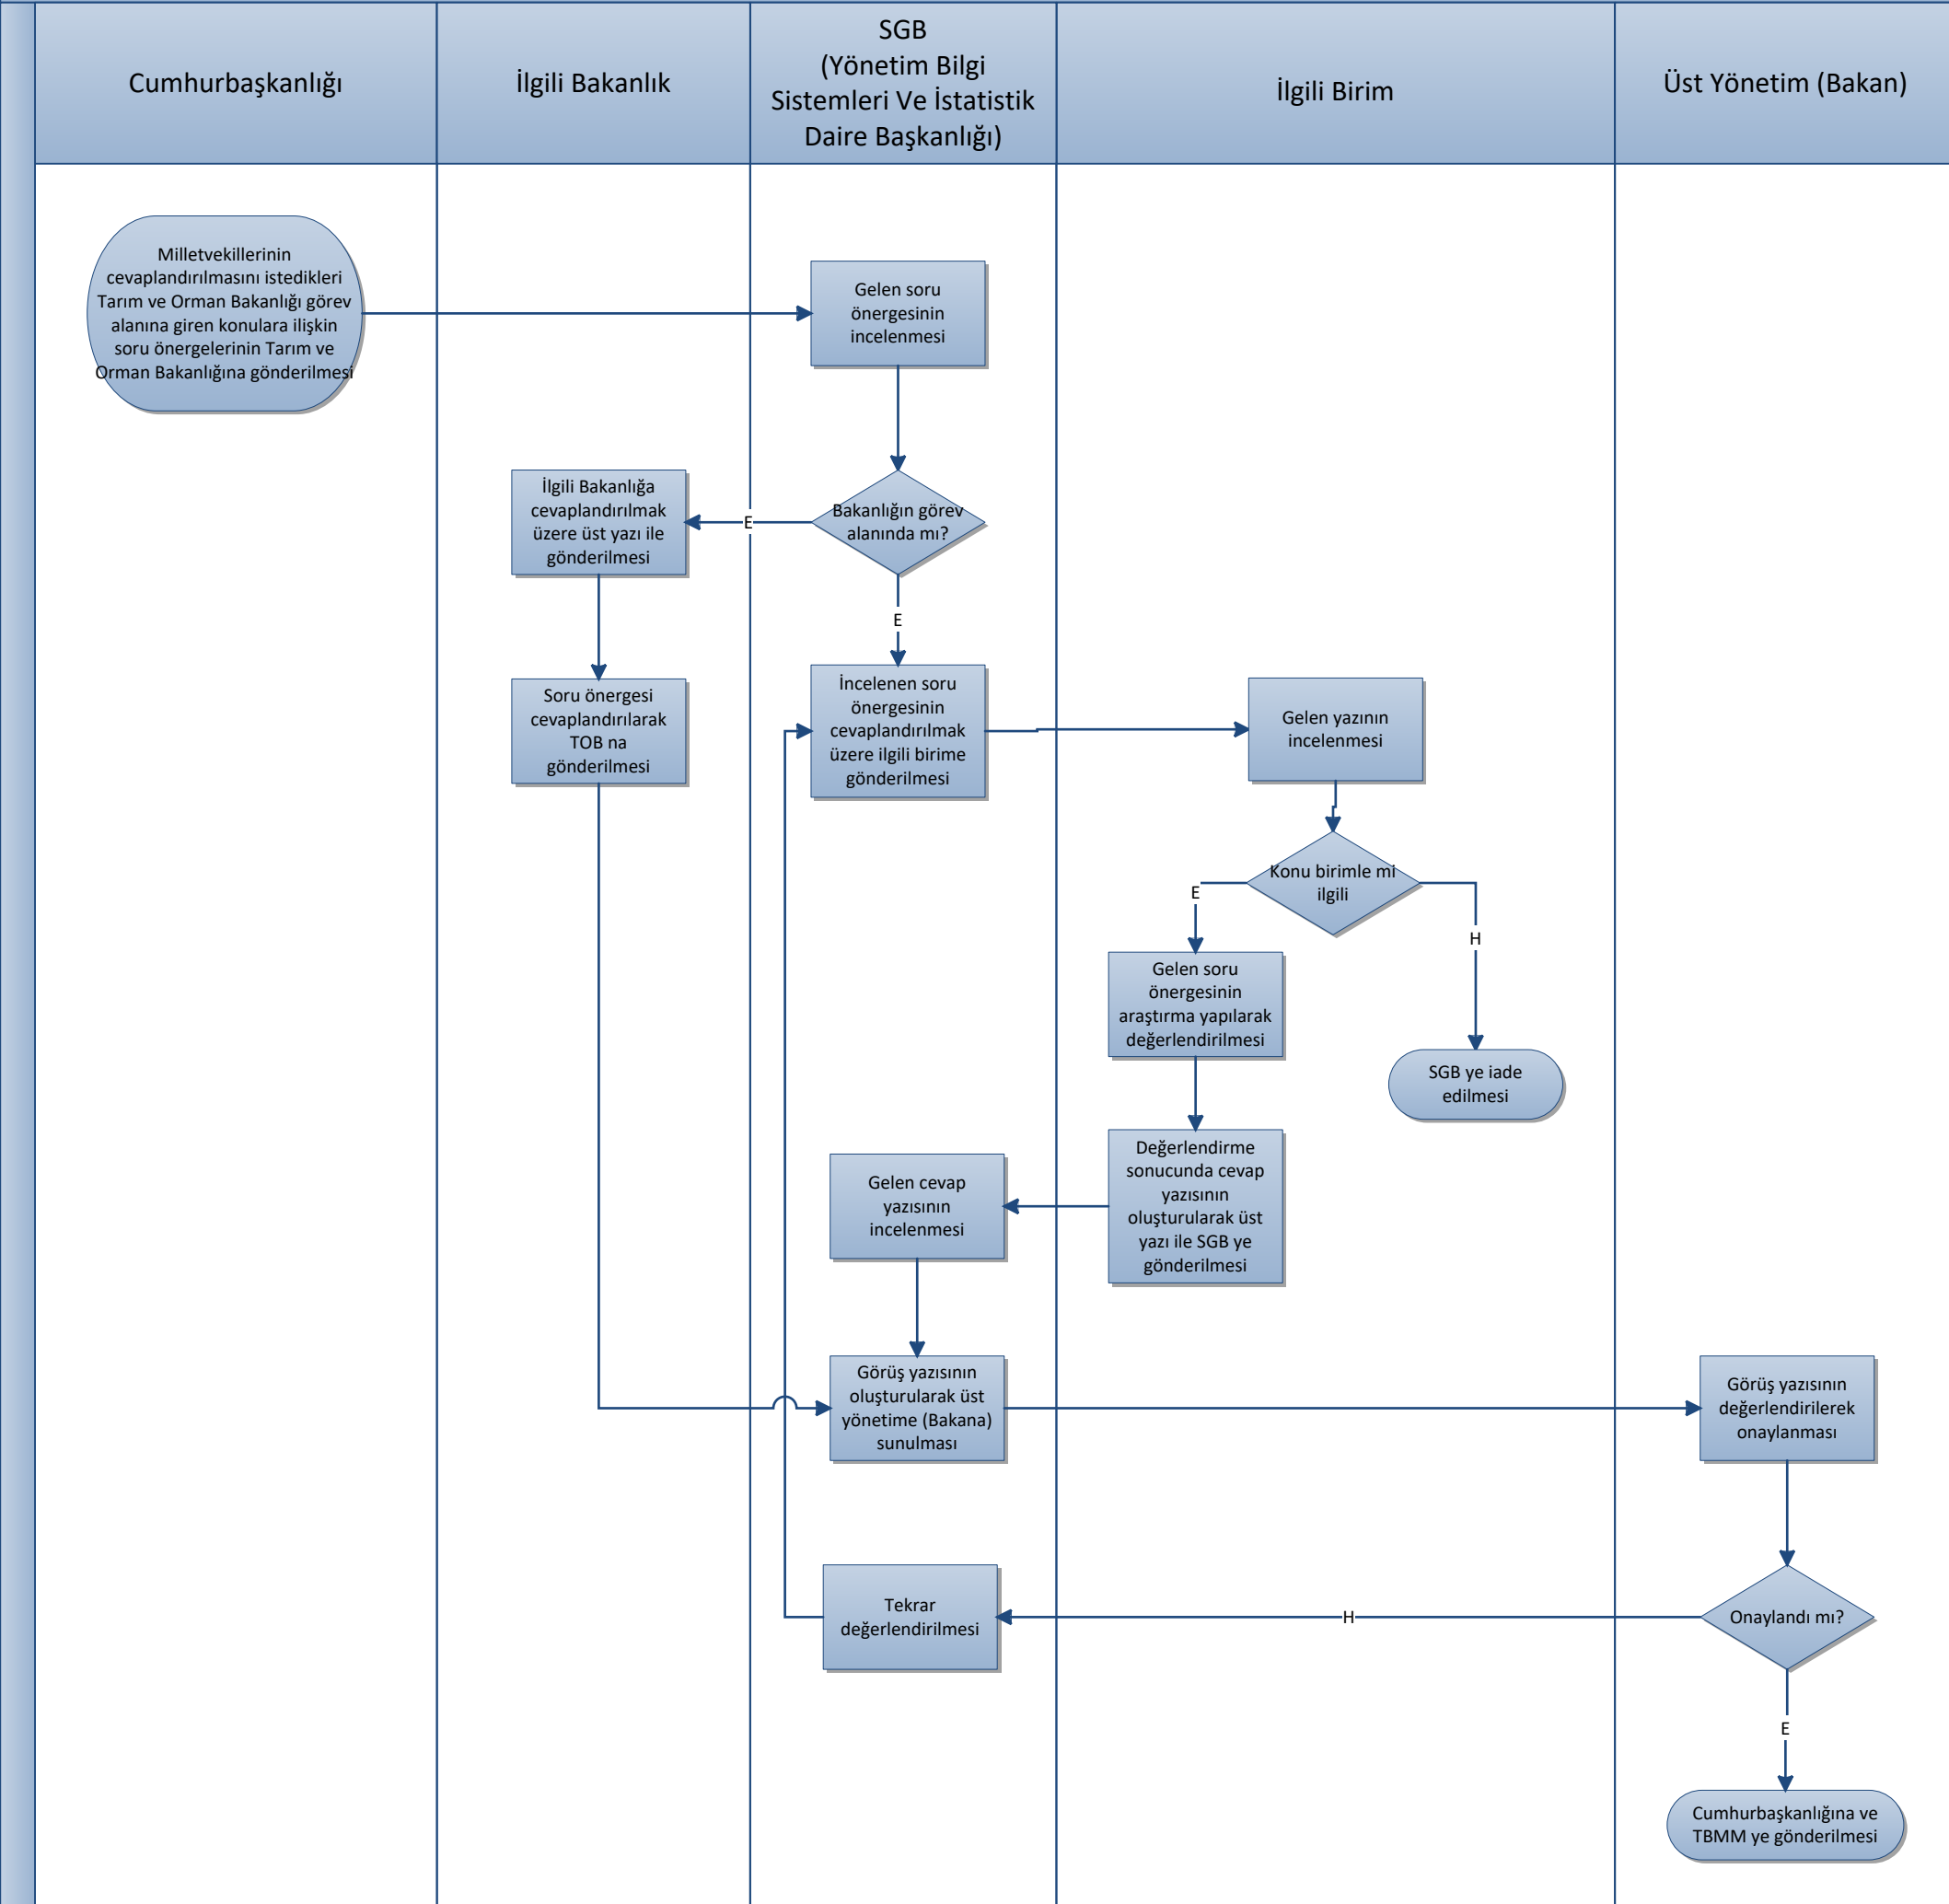 Cumhurbaşkanlığı
İlgili Bakanlık
SGB
(Yönetim Bilgi
Sistemleri Ve İstatistik
Daire Başkanlığı)
İlgili Birim
Üst Yönetim (Bakan)
Milletvekillerinin
cevaplandırılmasını istedikleri
Tarım ve Orman Bakanlığı görev
alanına giren konulara ilişkin
soru önergelerinin Tarım ve
Orman Bakanlığına gönderilmesi
Gelen soru
önergesinin
incelenmesi
Bakanlığın görev
alanında mı?
E
İlgili Bakanlığa
cevaplandırılmak
üzere üst yazı ile
gönderilmesi
E
Soru önergesi
cevaplandırılarak
TOB na
gönderilmesi
İncelenen soru
önergesinin
cevaplandırılmak
üzere ilgili birime
gönderilmesi
Gelen yazının
incelenmesi
Konu birimle mi
ilgili
E
H
Gelen soru
önergesinin
araştırma yapılarak
değerlendirilmesi
SGB ye iade
edilmesi
Değerlendirme
sonucunda cevap
yazısının
oluşturularak üst
yazı ile SGB ye
gönderilmesi
Gelen cevap
yazısının
incelenmesi
Görüş yazısının
oluşturularak üst
yönetime (Bakana)
sunulması
Görüş yazısının
değerlendirilerek
onaylanması
Onaylandı mı?
H
Tekrar
değerlendirilmesi
E
Cumhurbaşkanlığına ve
TBMM ye gönderilmesi